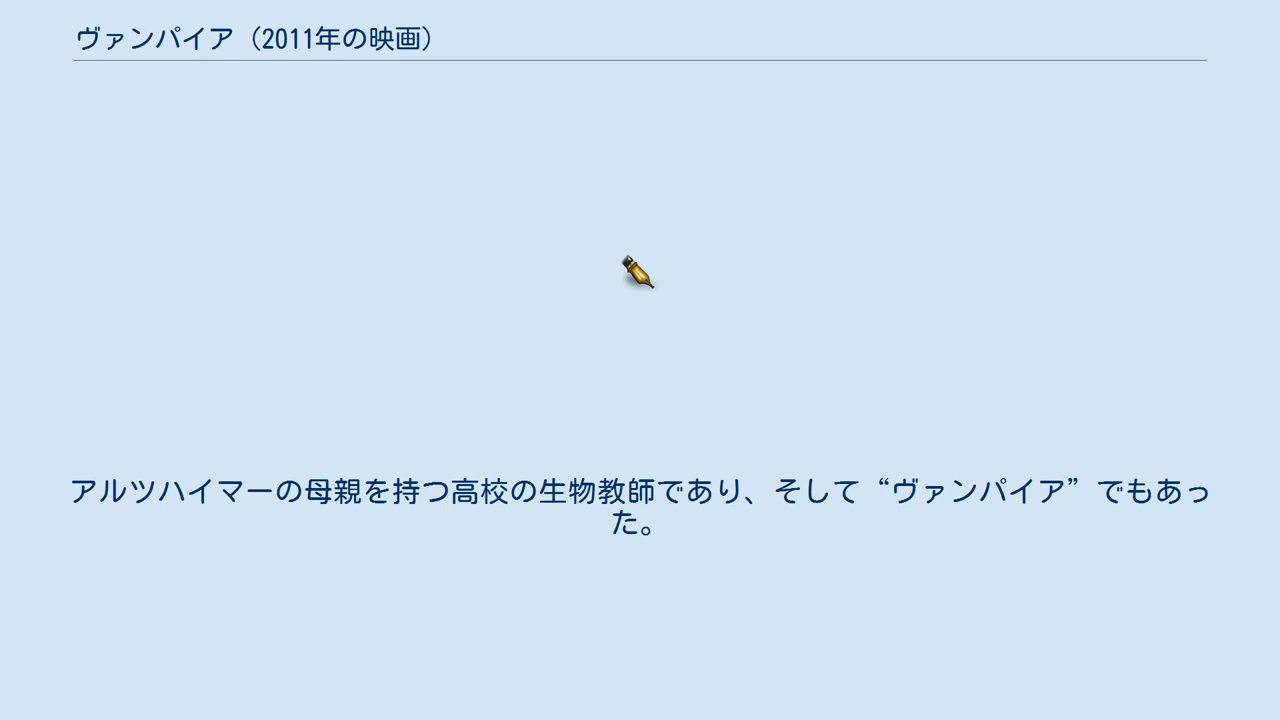 ヴァンパイア（2011年の映画）
アルツハイマーの母親を持つ高校の生物教師であり、そして“ヴァンパイア”でもあっ
た。